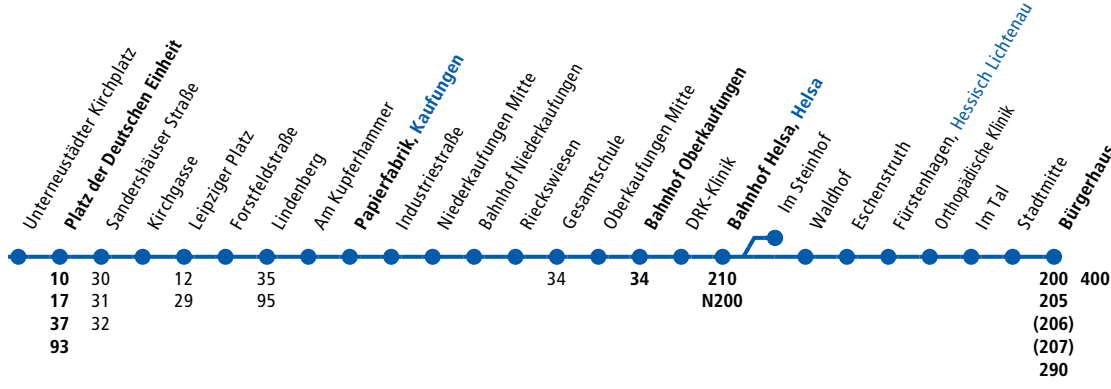 Unterneustädter Kirchplatz
Platz der Deutschen Einheit
Sandershäuser Straße
Kirchgasse
Leipziger Platz
Forstfeldstraße
Lindenberg
Am Kupferhammer
Papierfabrik, Kaufungen
Industriestraße
Niederkaufungen Mitte
Bahnhof Niederkaufungen
Rieckswiesen
Gesamtschule
Oberkaufungen Mitte
Bahnhof Oberkaufungen
DRK-Klinik
Bahnhof Helsa, Helsa
Im Steinhof
Waldhof
Eschenstruth
Fürstenhagen, Hessisch Lichtenau
Orthopädische Klinik
Im Tal
Stadtmitte
Bürgerhaus
10 30 12 35 34 34 210 200 400
17 31 29 95 N200 205
37 32 (206)
93 (207)
290